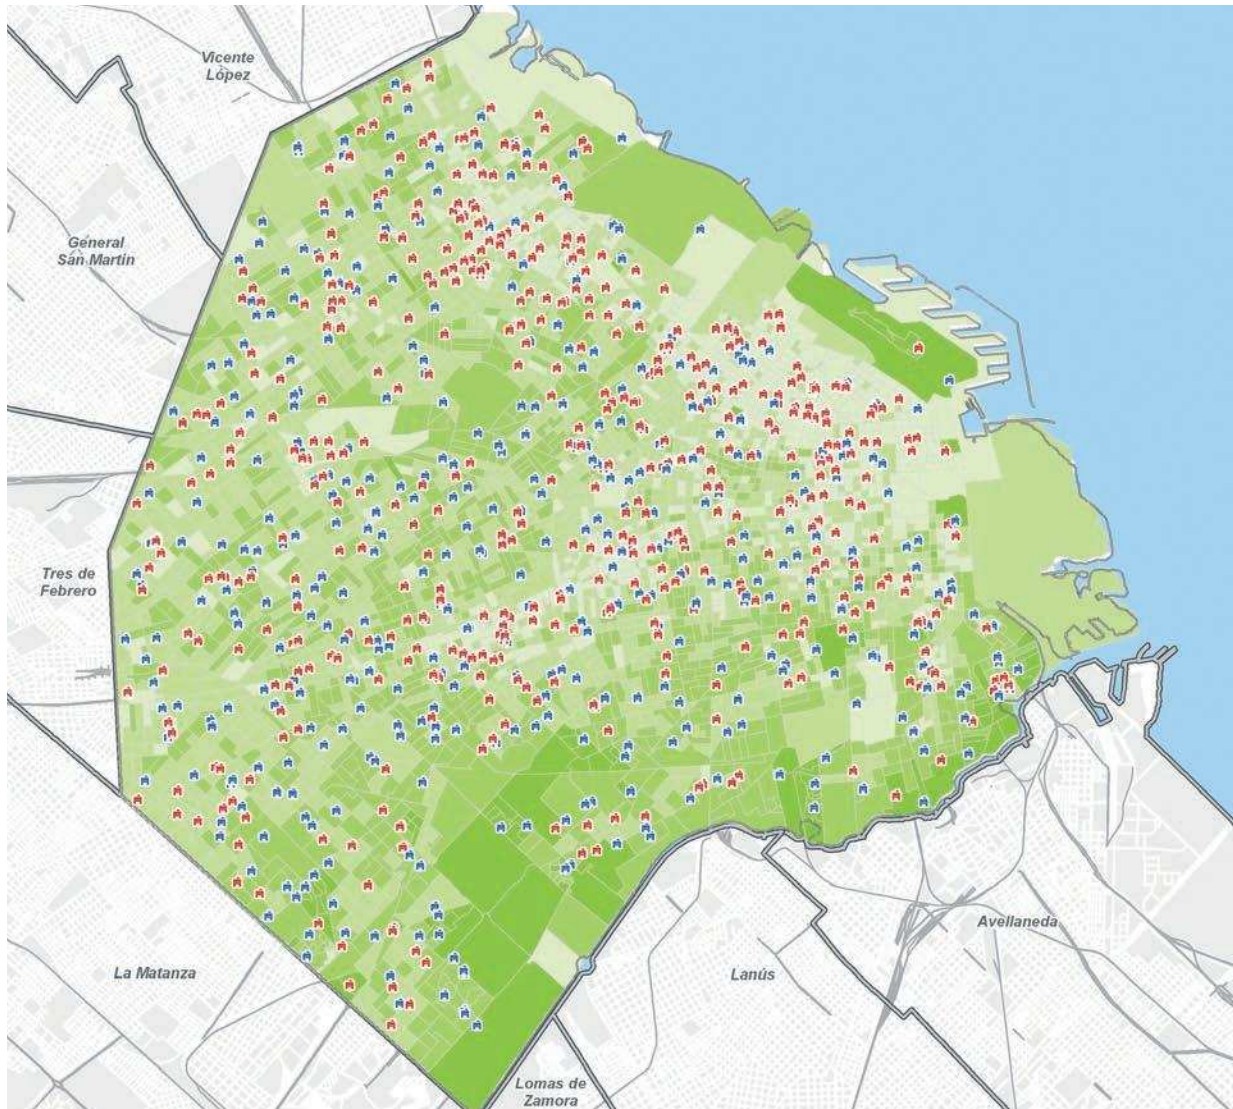 Vicente
López
General
San Martín
Tres de
Febrero
La Matanza
Lomas de
Zamora
Lanús
Avellaneda